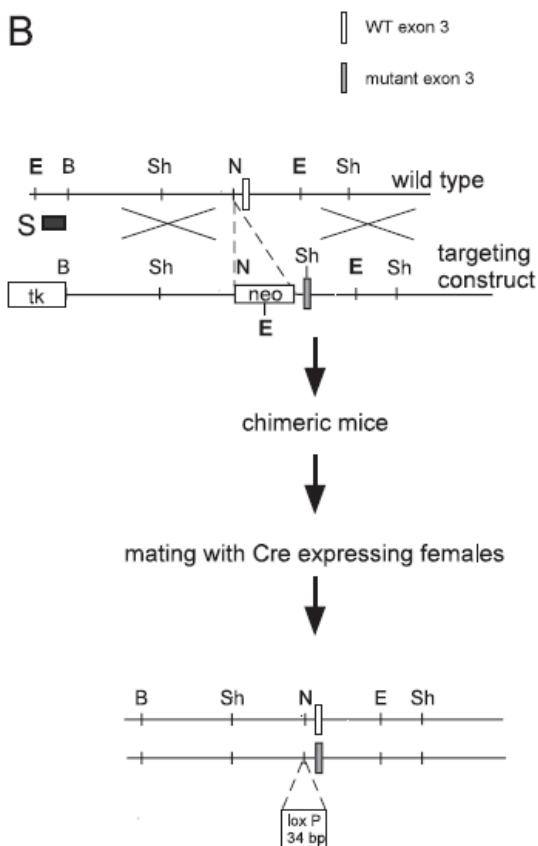 B
WT exon 3
mutant exon 3
E B Sh N E Sh
wild type
S
Sh
B Sh N E Sh
targeting
construct
tk
neo
E
chimeric mice
mating with Cre expressing females
B Sh N E Sh
lox P
34 bp